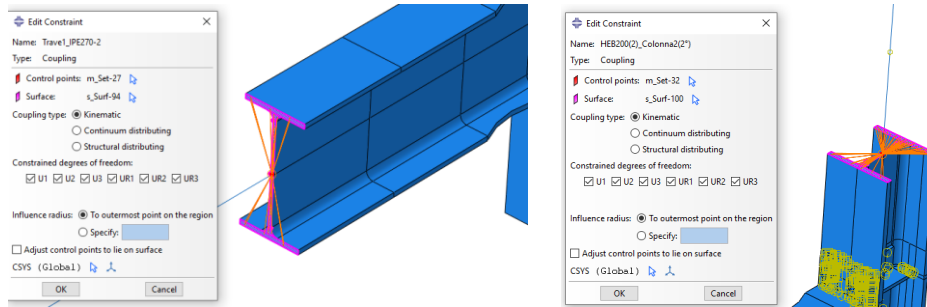 Edit Constraint
Name: Trave1_IPE270-2
Type: Coupling
Control points: m_Set-27
Surface: s_Surf-94
Coupling type: Kinematic
Continuum distributing
Structural distributing
Constrained degrees of freedom:
U1 U2 U3 UR1 UR2 UR3
Influence radius: To outermost point on the region
Specify:
Adjust control points to lie on surface
CSYS (Global)
OK Cancel
Edit Constraint
Name: HEB200(2)_Colonna2(2°)
Type: Coupling
Control points: m_Set-32
Surface: s_Surf-100
Coupling type: Kinematic
Continuum distributing
Structural distributing
Constrained degrees of freedom:
U1 U2 U3 UR1 UR2 UR3
Influence radius: To outermost point on the region
Specify:
Adjust control points to lie on surface
CSYS (Global)
OK Cancel